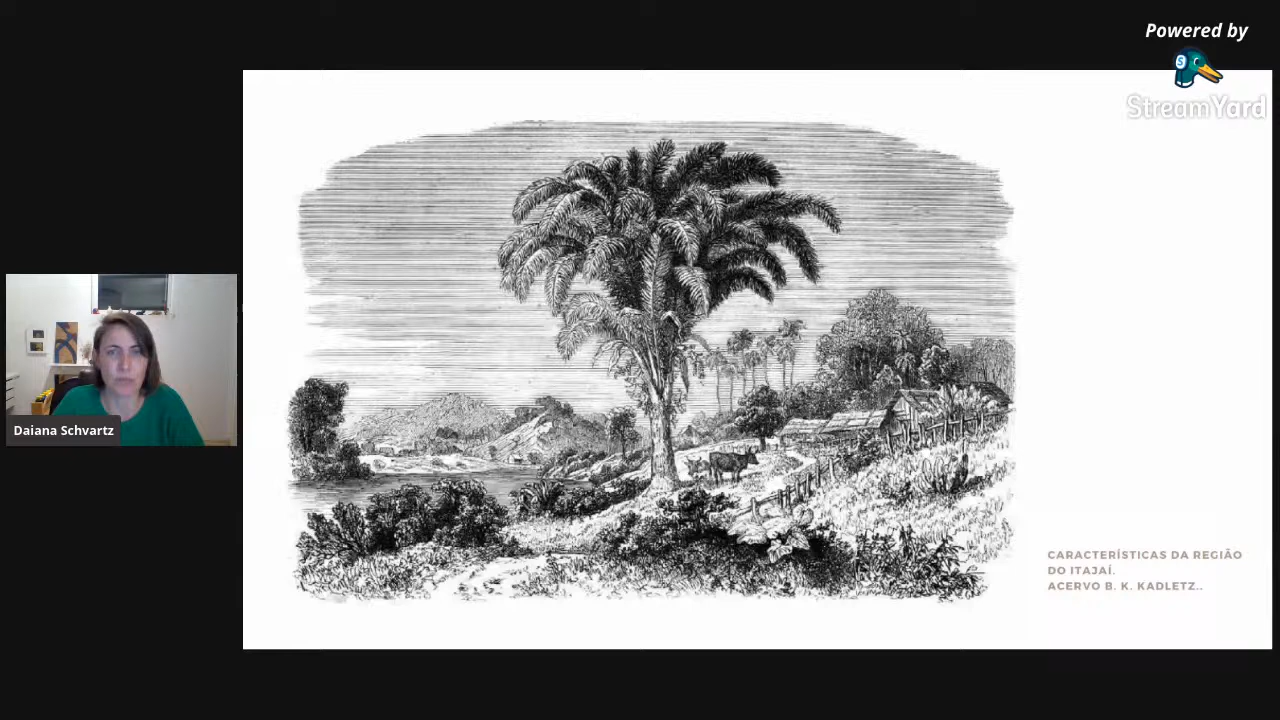 Powered by
StreamYard
Daiana Schvartz
CARACTERÍSTICAS DA REGIÃO
DO ITAJAÍ.
ACERVO B. K. KADLETZ..